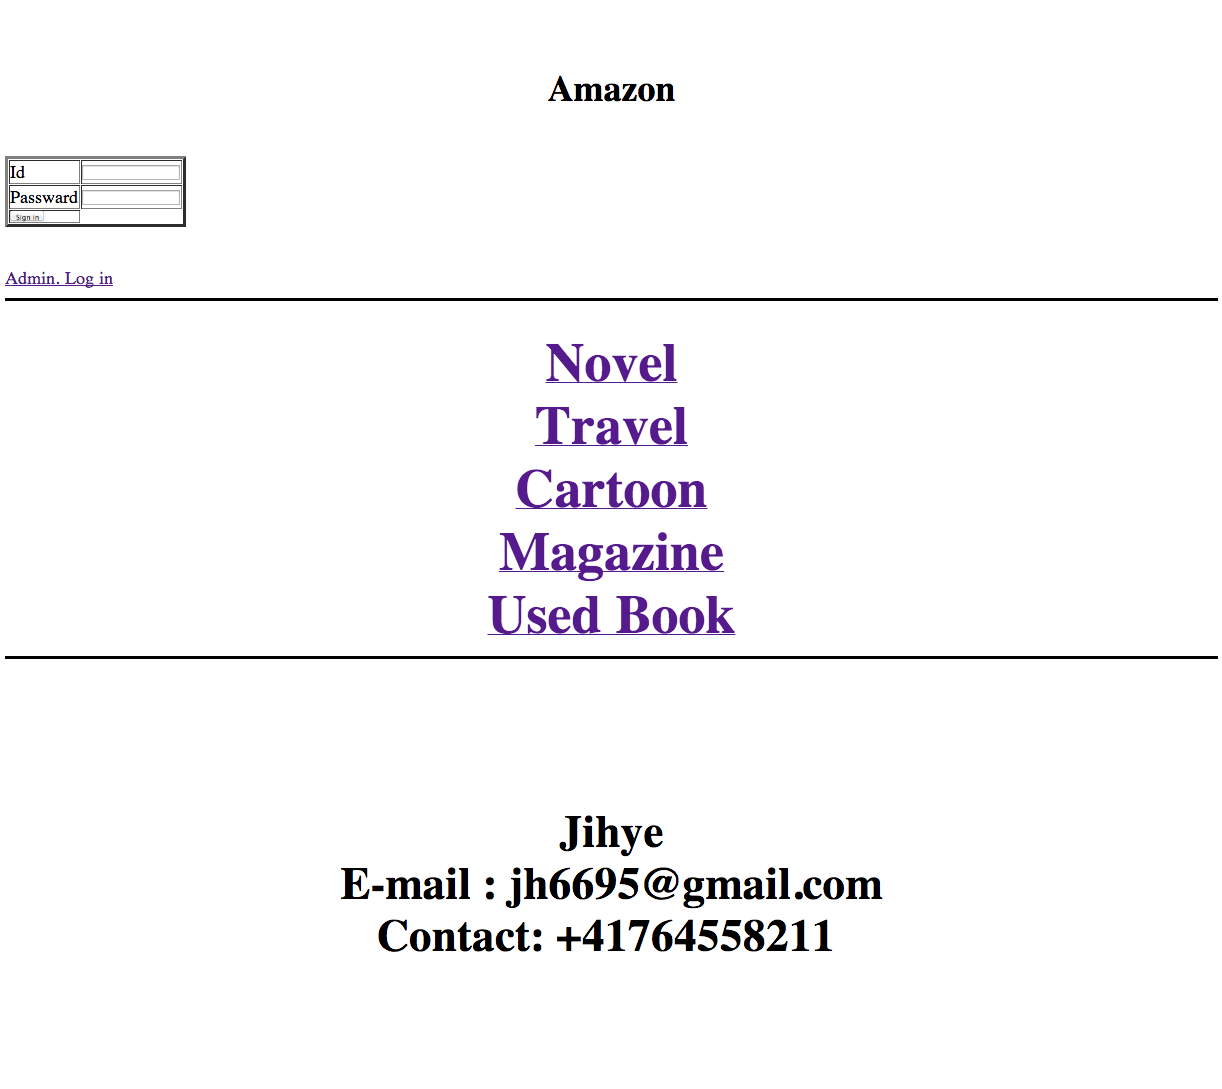 Amazon
Id
Passward
Sign in
Admin. Log in
Novel
Travel
Cartoon
Magazine
Used Book
Jihye
E-mail : jh6695@gmail.com
Contact: +41764558211